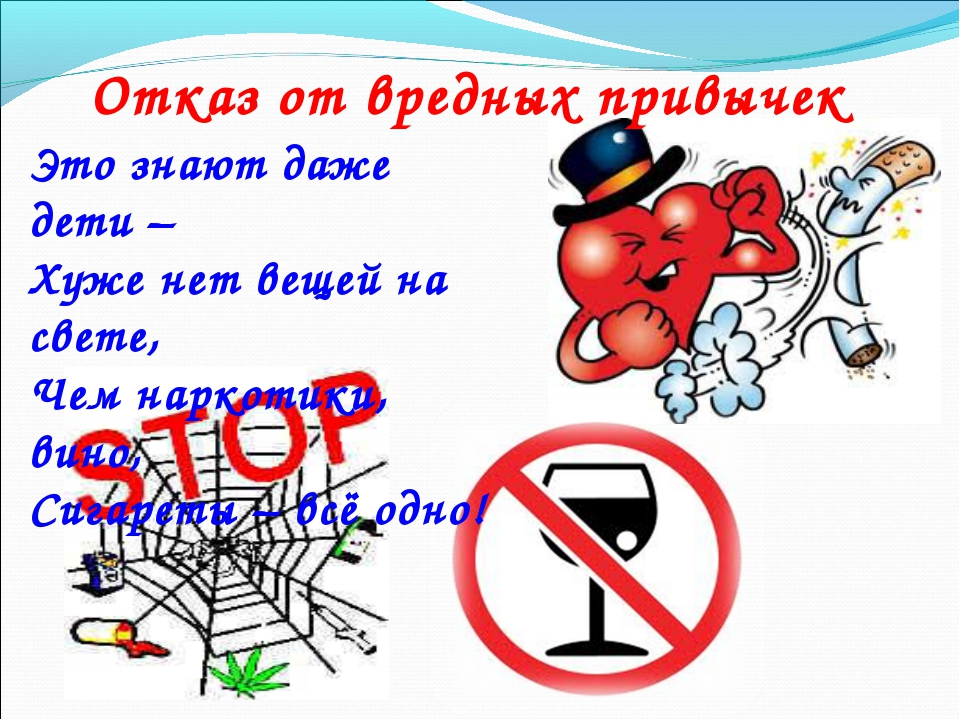 Отказ от вредных привычек
Это знают даже
дети –
Хуже нет вещей на
свете,
Чем наркотики,
вино,
Сигареты – всё одно!
STOP